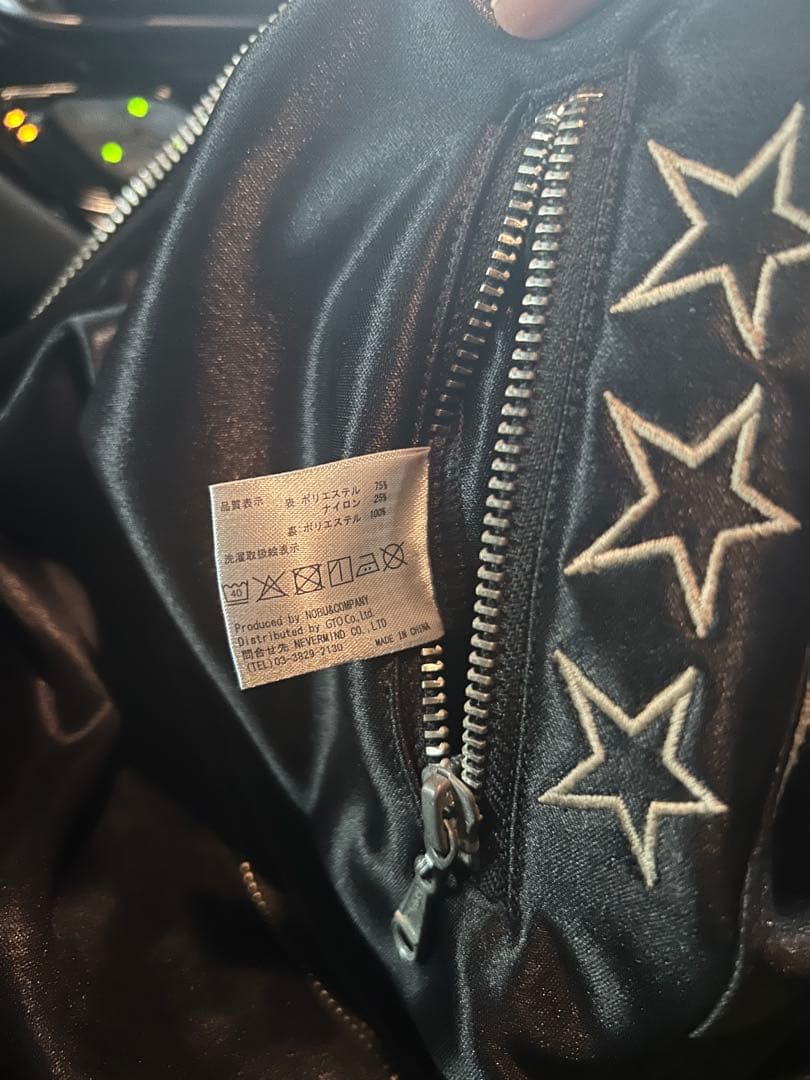 品質表示 表 ポリエステル 75%
ナイロン 25%
裏:ポリエステル 100%
洗濯取扱絵表示
40
Produced by NOBU&COMPANY
Distributed by GTO Co,Ltd.
問合せ先 NEVERMIND CO.,LTD
(TEL)03-3829-2130 MADE IN CHINA